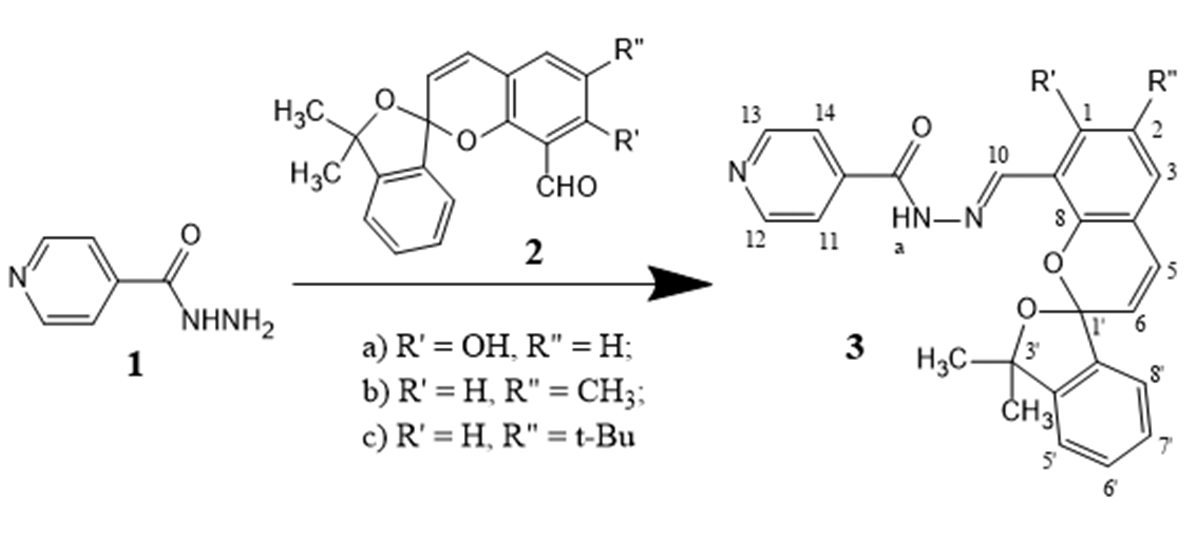 R"
O
H₃C
O
R'
H₃C
CHO
2
N
O
NHNH₂
1
a) R' = OH, R" = H;
b) R' = H, R" = CH₃;
c) R' = H, R" = t-Bu
R' R"
13 14 O 1 2
10
N 3
HN N 8
12 11 a O 5
O 6
1'
3' 3
H₃C 8'
CH₃ 7'
5'
6'